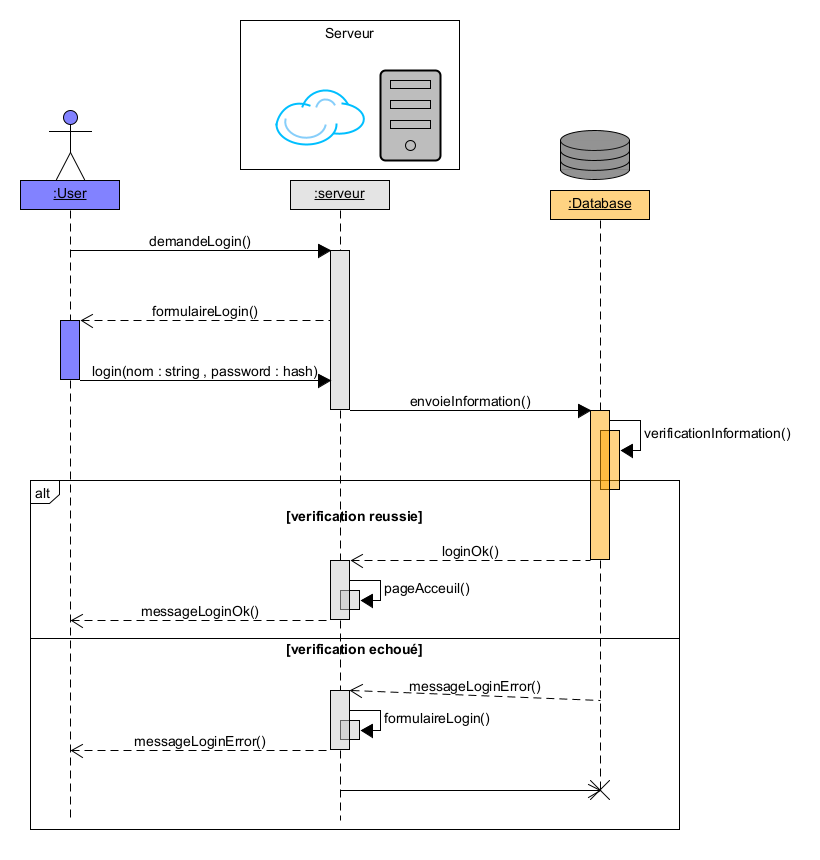 Serveur
:User
:serveur
:Database
demandeLogin()
formulaireLogin()
login(nom : string , password : hash)
envoieInformation()
verificationInformation()
alt
[verification reussie]
loginOk()
pageAcceuil()
messageLoginOk()
[verification echoué]
messageLoginError()
formulaireLogin()
messageLoginError()